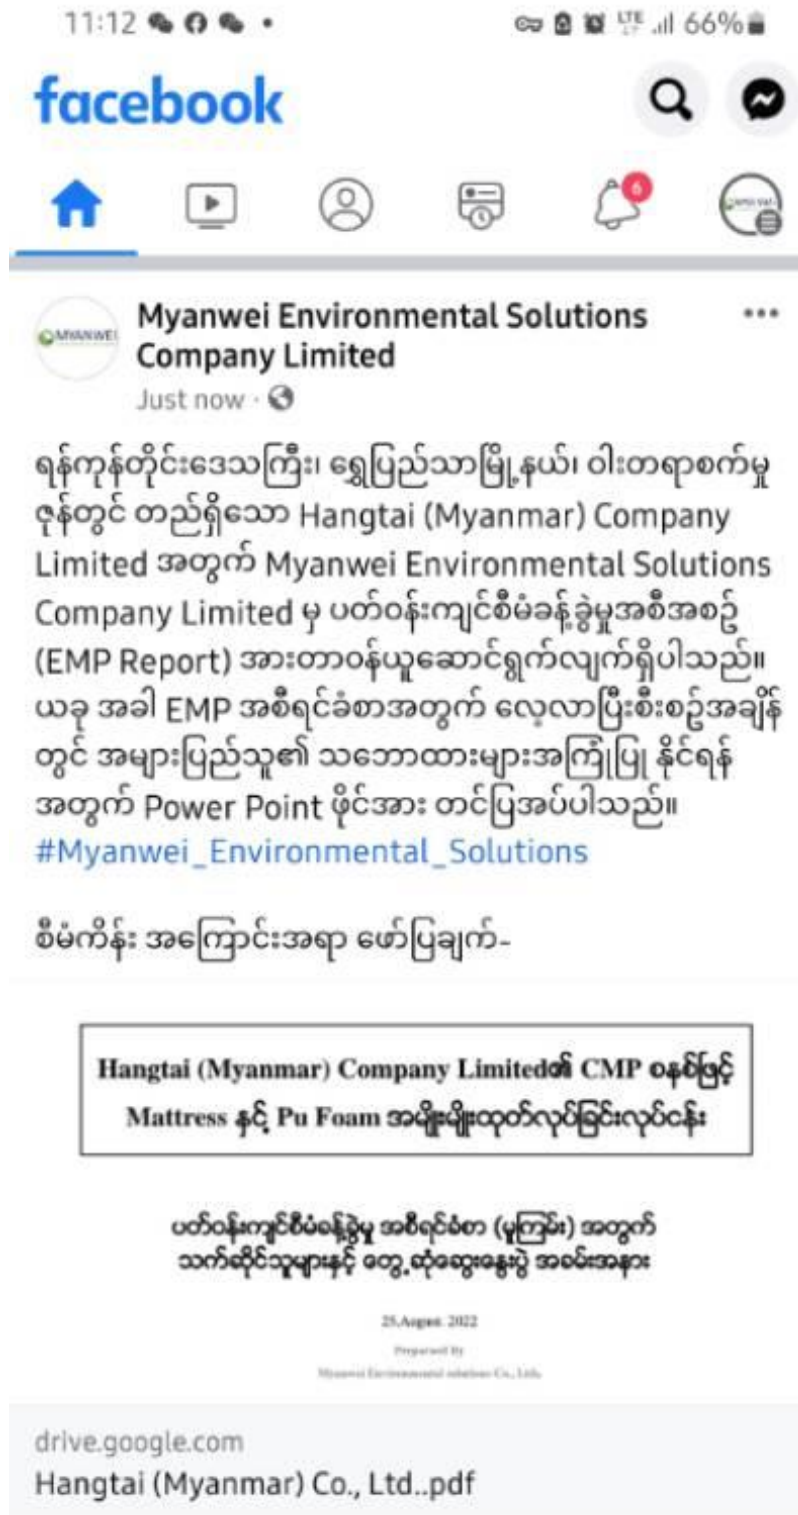 11:12
LTE 66%
facebook
6
MYANWEI
Myanwei Environmental Solutions
Company Limited
Just now ·
ရန်ကုန်တိုင်းဒေသကြီး၊ ရွှေပြည်သာမြို့နယ်၊ ဝါးတရာစက်မှု
ဇုန်တွင် တည်ရှိသော Hangtai (Myanmar) Company
Limited အတွက် Myanwei Environmental Solutions
Company Limited မှ ပတ်ဝန်းကျင်စီမံခန့်ခွဲမှုအစီအစဉ်
(EMP Report) အားတာဝန်ယူဆောင်ရွက်လျက်ရှိပါသည်။
ယခု အခါ EMP အစီရင်ခံစာအတွက် လေ့လာပြီးစီးစဉ်အချိန်
တွင် အများပြည်သူ၏ သဘောထားများအကြံပြု နိုင်ရန်
အတွက် Power Point ဖိုင်အား တင်ပြအပ်ပါသည်။
#Myanwei_Environmental_Solutions
စီမံကိန်း အကြောင်းအရာ ဖော်ပြချက်-
Hangtai (Myanmar) Company Limited၏ CMP စနစ်ဖြင့်
Mattress နှင့် Pu Foam အမျိုးမျိုးထုတ်လုပ်ခြင်းလုပ်ငန်း
ပတ်ဝန်းကျင်စီမံခန့်ခွဲမှု အစီရင်ခံစာ (မူကြမ်း) အတွက်
သက်ဆိုင်သူများနှင့် တွေ့ဆုံဆွေးနွေးပွဲ အခမ်းအနား
25.August. 2022
Prepared By
Myanwei Environmental solutions Co., Ltd.
drive.google.com
Hangtai (Myanmar) Co., Ltd..pdf